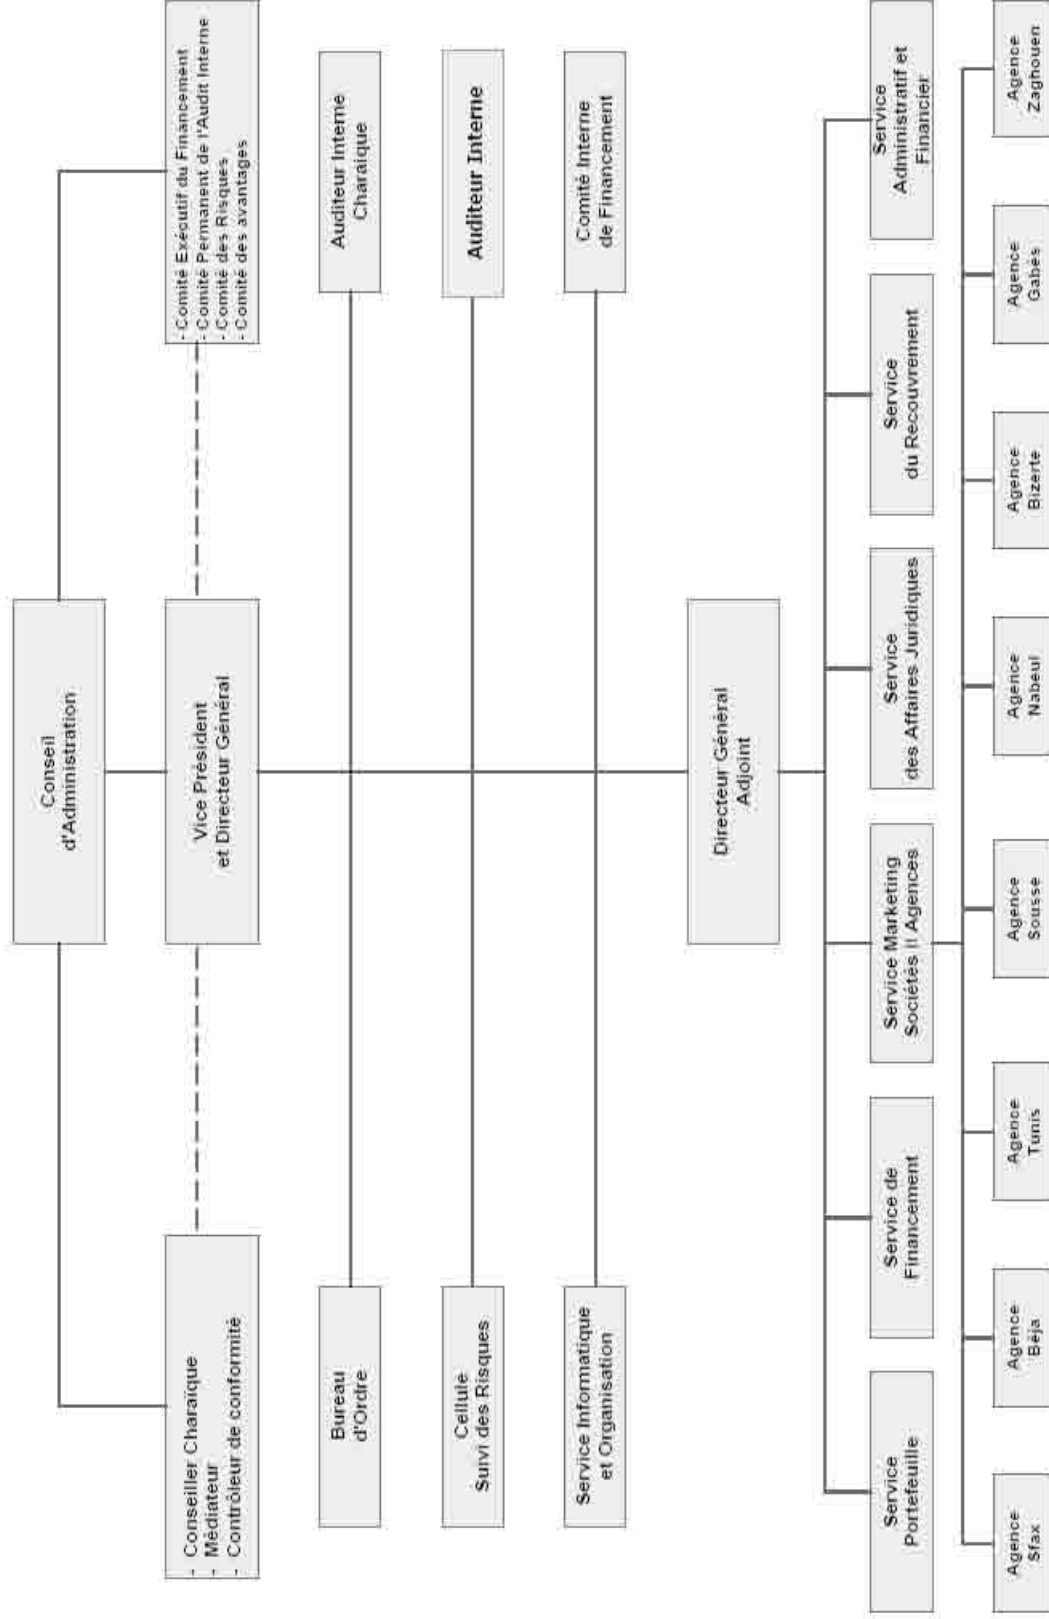 Conseil
d'Administration
- Conseiller Charaïque
- Médiateur
- Contrôleur de conformité
Vice Président
et Directeur Général
- Comité Exécutif du Financement
- Comité Permanent de l'Audit Interne
- Comité des Risques
- Comité des avantages
Bureau
d'Ordre
Auditeur Interne
Charaïque
Cellule
Suivi des Risques
Auditeur Interne
Service Informatique
et Organisation
Comité Interne
de Financement
Directeur Général
Adjoint
Service
Portefeuille
Service de
Financement
Service Marketing
Sociétés || Agences
Service
des Affaires Juridiques
Service
du Recouvrement
Service
Administratif et
Financier
Agence
Sfax
Agence
Béja
Agence
Tunis
Agence
Sousse
Agence
Nabeul
Agence
Bizerte
Agence
Gabès
Agence
Zaghouen